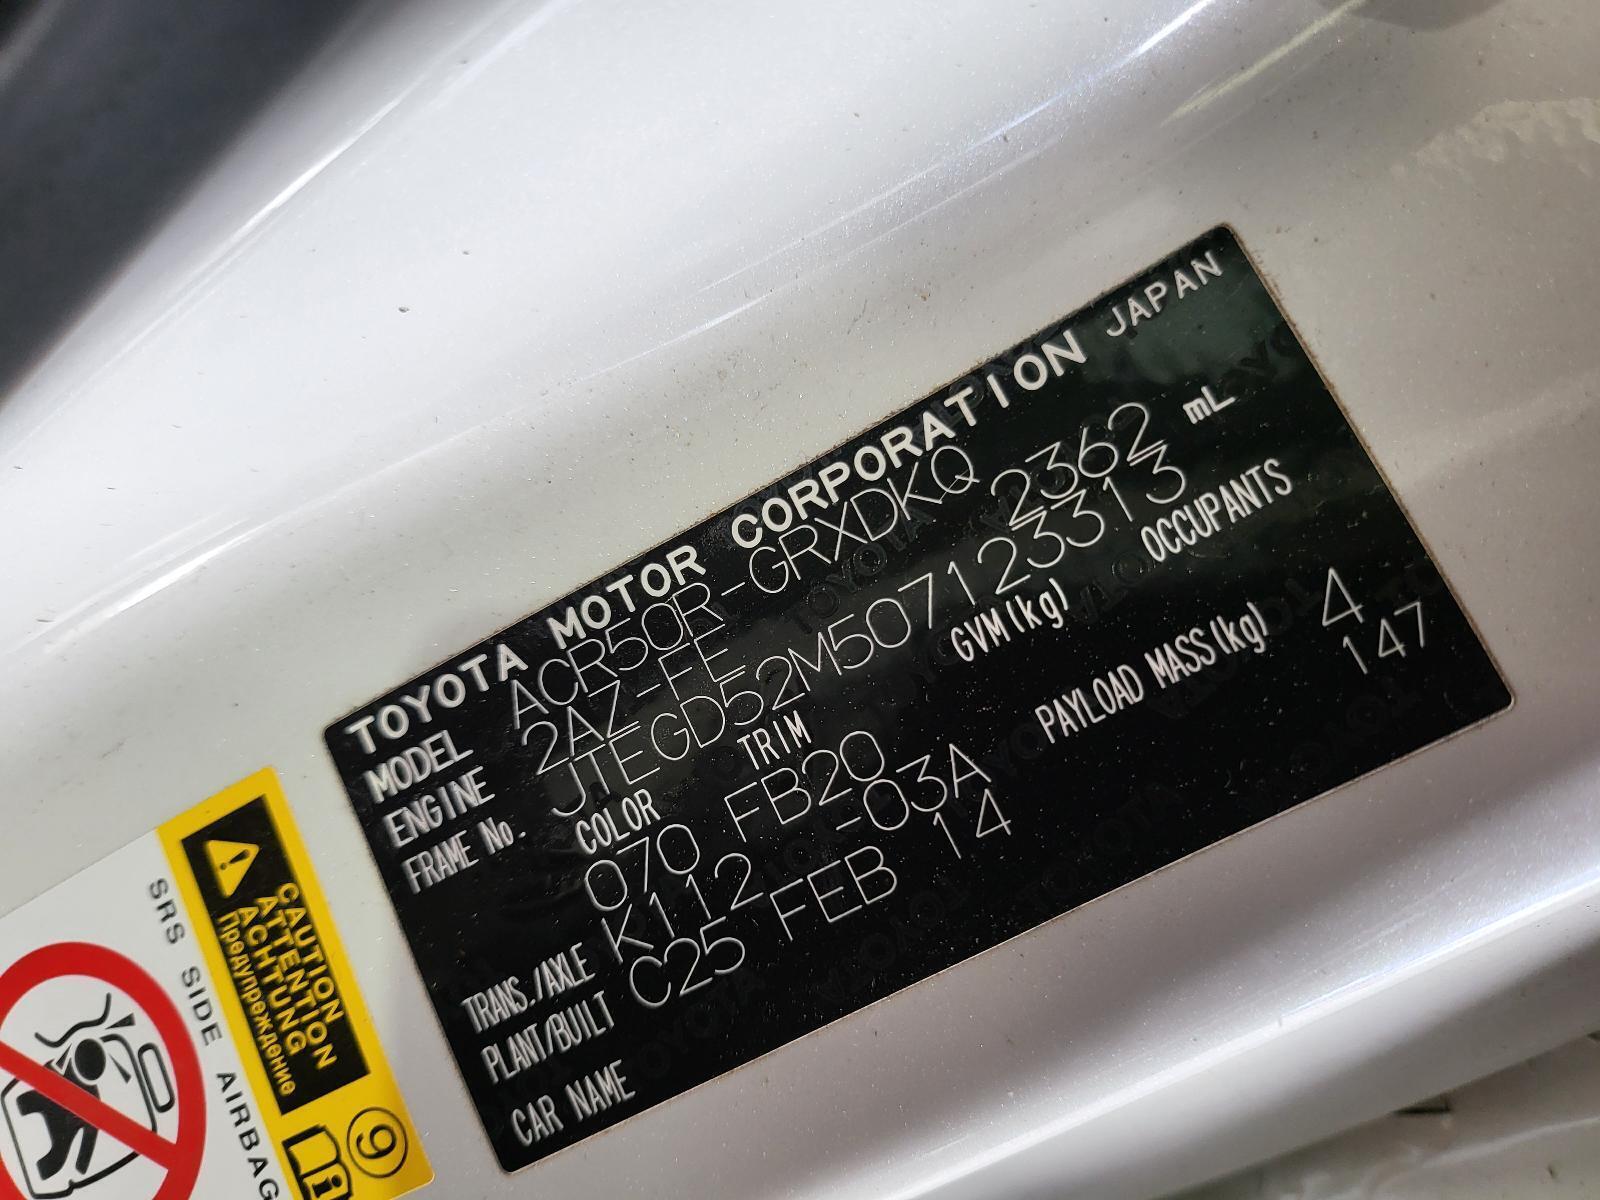 TOYOTA MOTOR CORPORATION JAPAN
MODEL ACR50R-GRXDKQ
ENGINE 2AZ-FE 2362 mL
FRAME No. JTEGD52M507123313
COLOR TRIM GVM(kg) OCCUPANTS
070 FB20 4
TRANS./AXLE K112 -03A PAYLOAD MASS(kg) 147
PLANT/BUILT C25 FEB 14
CAR NAME
CAUTION
ATTENTION
ACHTUNG
Предупреждение
SRS SIDE AIRBAG
9
i